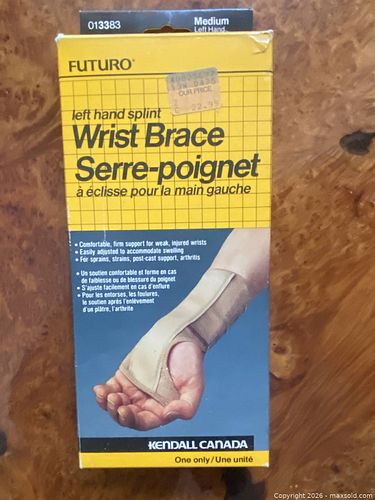 013383
Medium
Left Hand
FUTURO®
OUR PRICE
22.99
left hand splint
Wrist Brace
Serre-poignet
à éclisse pour la main gauche
• Comfortable, firm support for weak, injured wrists
• Easily adjusted to accommodate swelling
• For sprains, strains, post-cast support, arthritis
• Un soutien confortable et ferme en cas
de faiblesse ou de blessure du poignet
• S'ajuste facilement en cas d'enflure
• Pour les entorses, les foulures,
le soutien après l'enlèvement
d'un plâtre, l'arthrite
KENDALL CANADA
One only/Une unité
© Copyright 2026 - maxsold.com